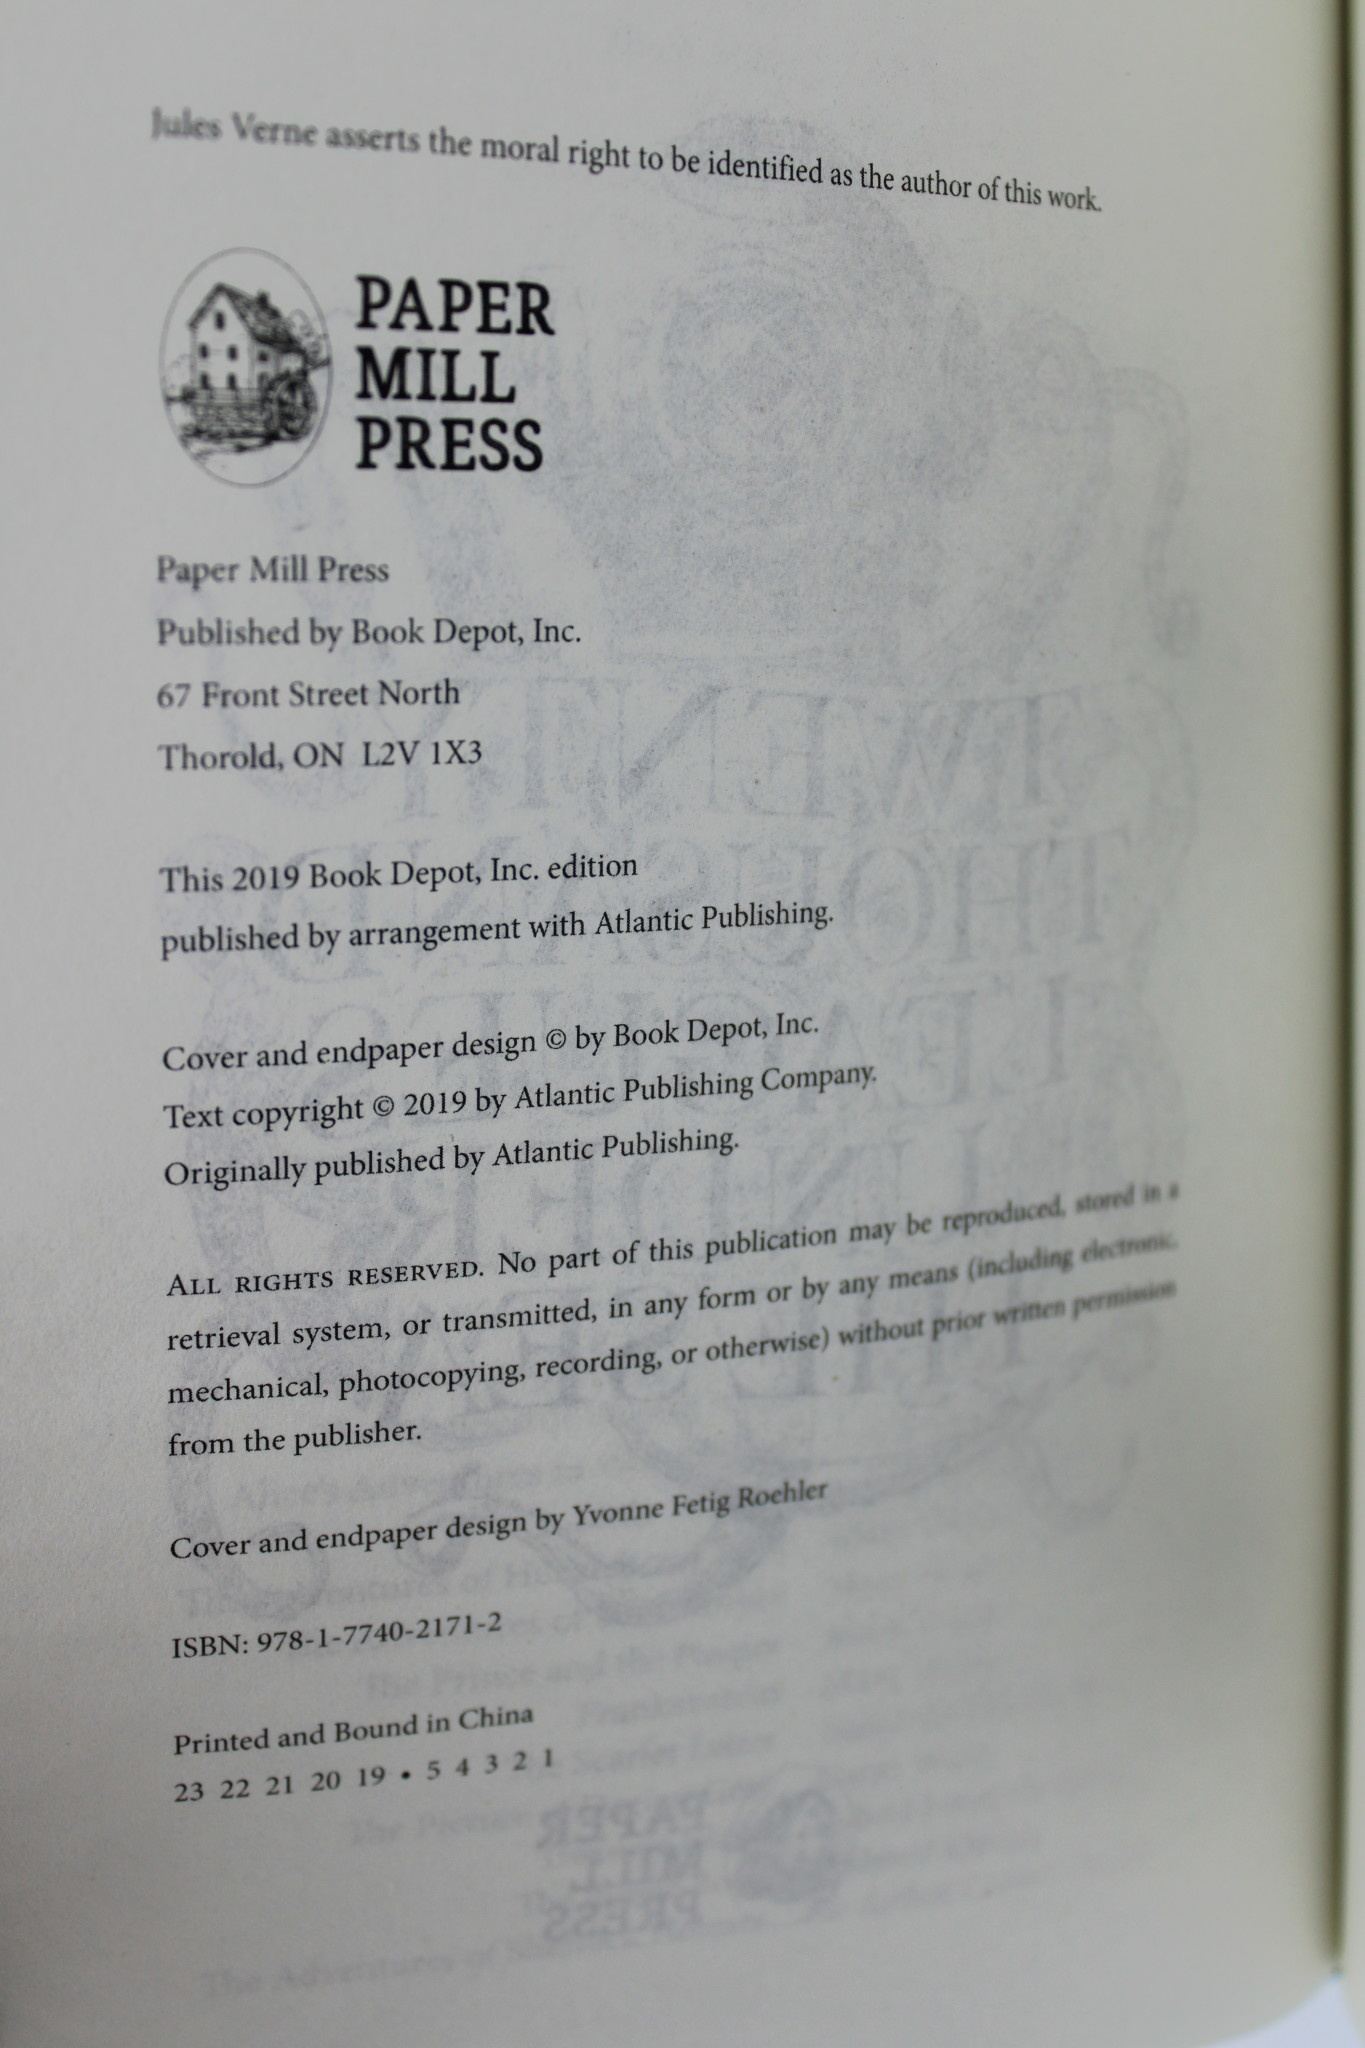 Jules Verne asserts the moral right to be identified as the author of this work.
PAPER
MILL
PRESS
Paper Mill Press
Published by Book Depot, Inc.
67 Front Street North
Thorold, ON L2V 1X3
This 2019 Book Depot, Inc. edition
published by arrangement with Atlantic Publishing.
Cover and endpaper design © by Book Depot, Inc.
Text copyright © 2019 by Atlantic Publishing Company.
Originally published by Atlantic Publishing.
ALL RIGHTS RESERVED. No part of this publication may be reproduced, stored in a
retrieval system, or transmitted, in any form or by any means (including electronic,
mechanical, photocopying, recording, or otherwise) without prior written permission
from the publisher.
Cover and endpaper design by Yvonne Fetig Roehler
ISBN: 978-1-7740-2171-2
Printed and Bound in China
23 22 21 20 19 • 5 4 3 2 1
PAPER
MILL
PRESS